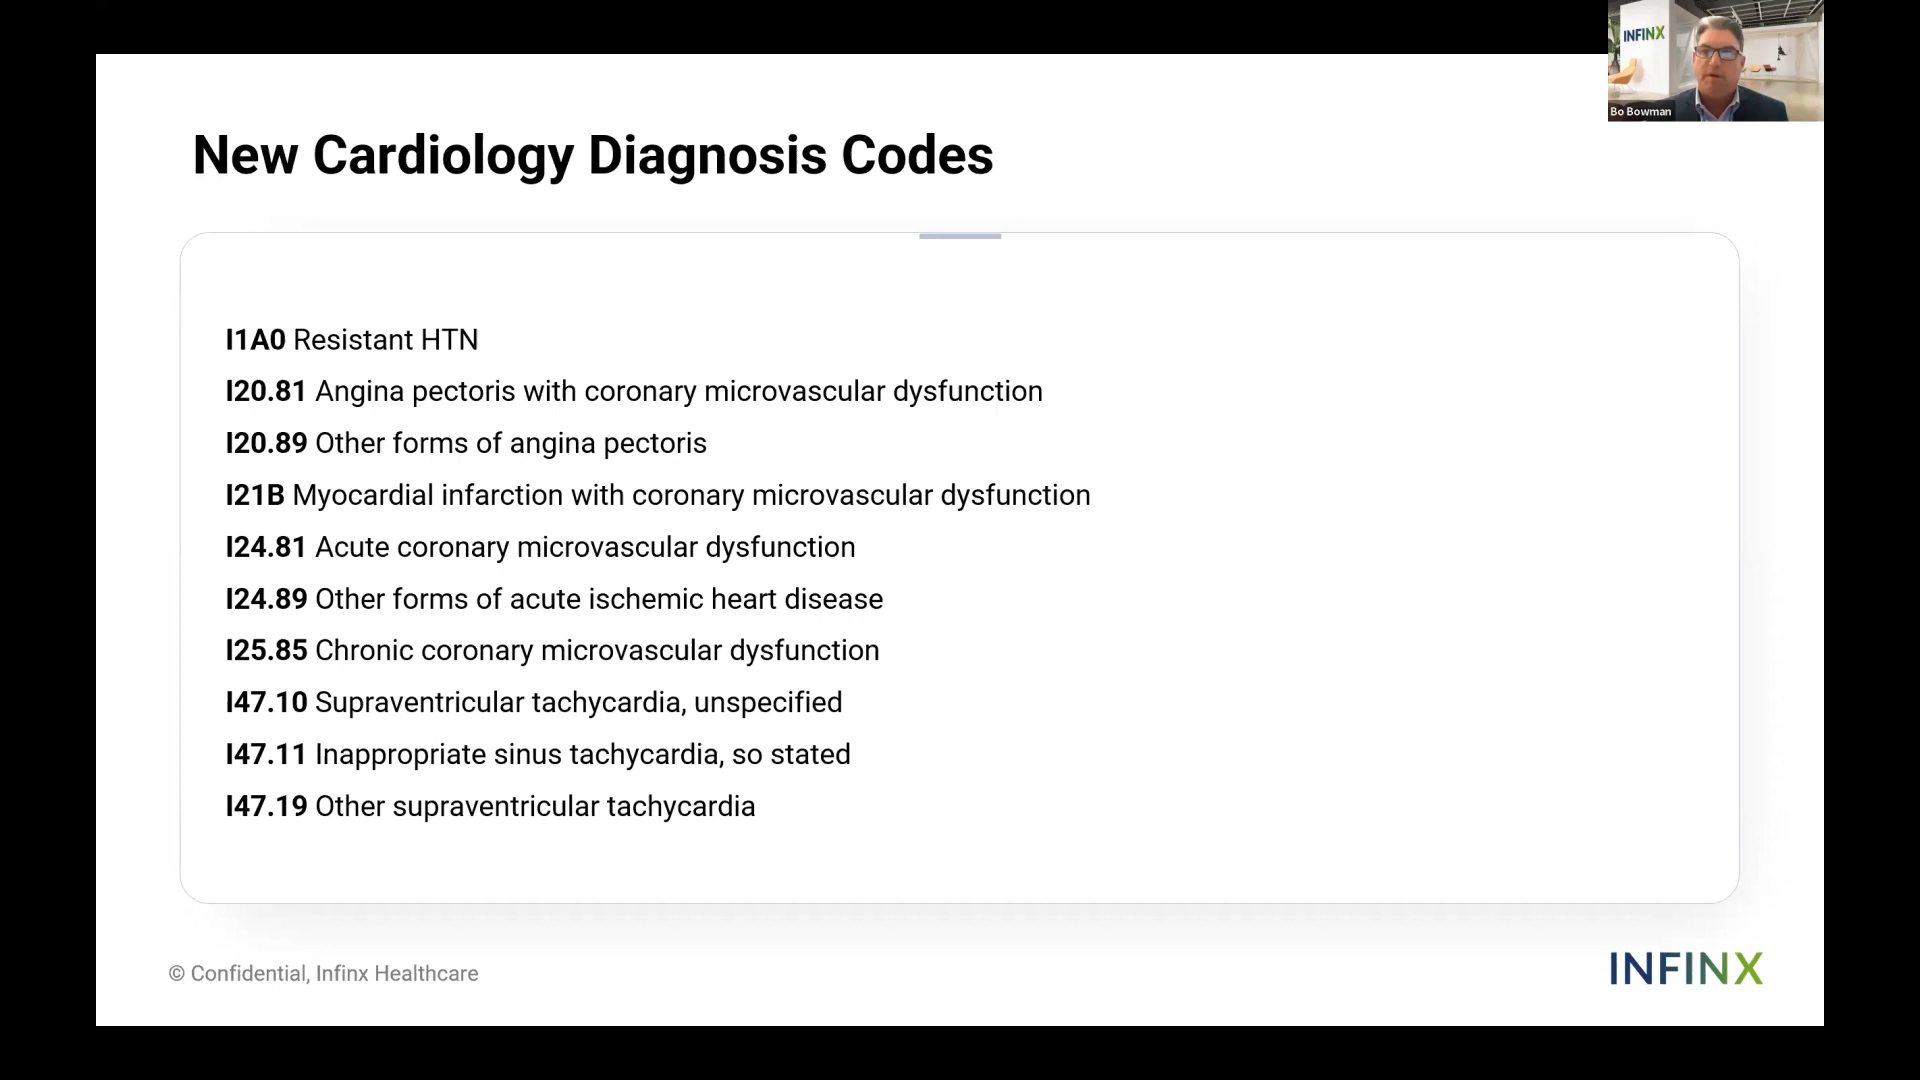 INFINX
Bo Bowman
New Cardiology Diagnosis Codes
I1A0 Resistant HTN
I20.81 Angina pectoris with coronary microvascular dysfunction
I20.89 Other forms of angina pectoris
I21B Myocardial infarction with coronary microvascular dysfunction
I24.81 Acute coronary microvascular dysfunction
I24.89 Other forms of acute ischemic heart disease
I25.85 Chronic coronary microvascular dysfunction
I47.10 Supraventricular tachycardia, unspecified
I47.11 Inappropriate sinus tachycardia, so stated
I47.19 Other supraventricular tachycardia
© Confidential, Infinx Healthcare
INFINX